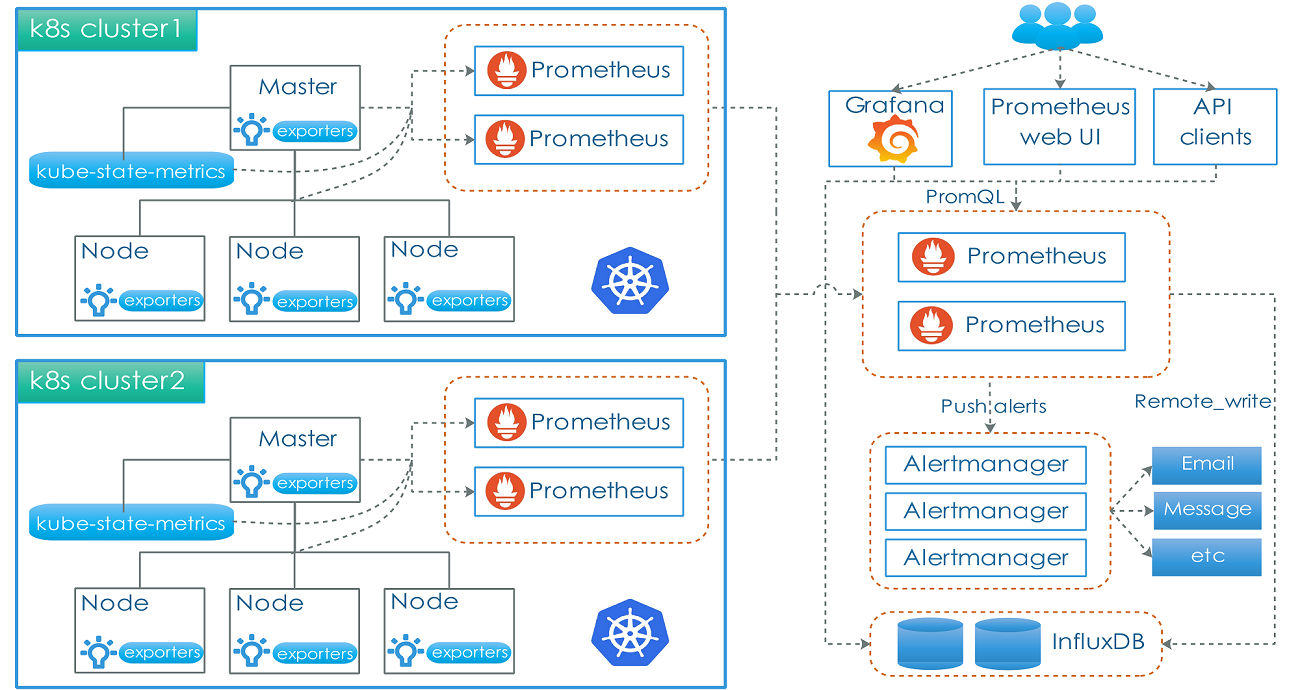 k8s cluster1
Master
exporters
kube-state-metrics
Node
exporters
Node
exporters
Node
exporters
Prometheus
Prometheus
k8s cluster2
Master
exporters
kube-state-metrics
Node
exporters
Node
exporters
Node
exporters
Prometheus
Prometheus
Grafana
Prometheus
web UI
API
clients
PromQL
Prometheus
Prometheus
Push alerts
Remote_write
Alertmanager
Alertmanager
Alertmanager
Email
Message
etc
InfluxDB